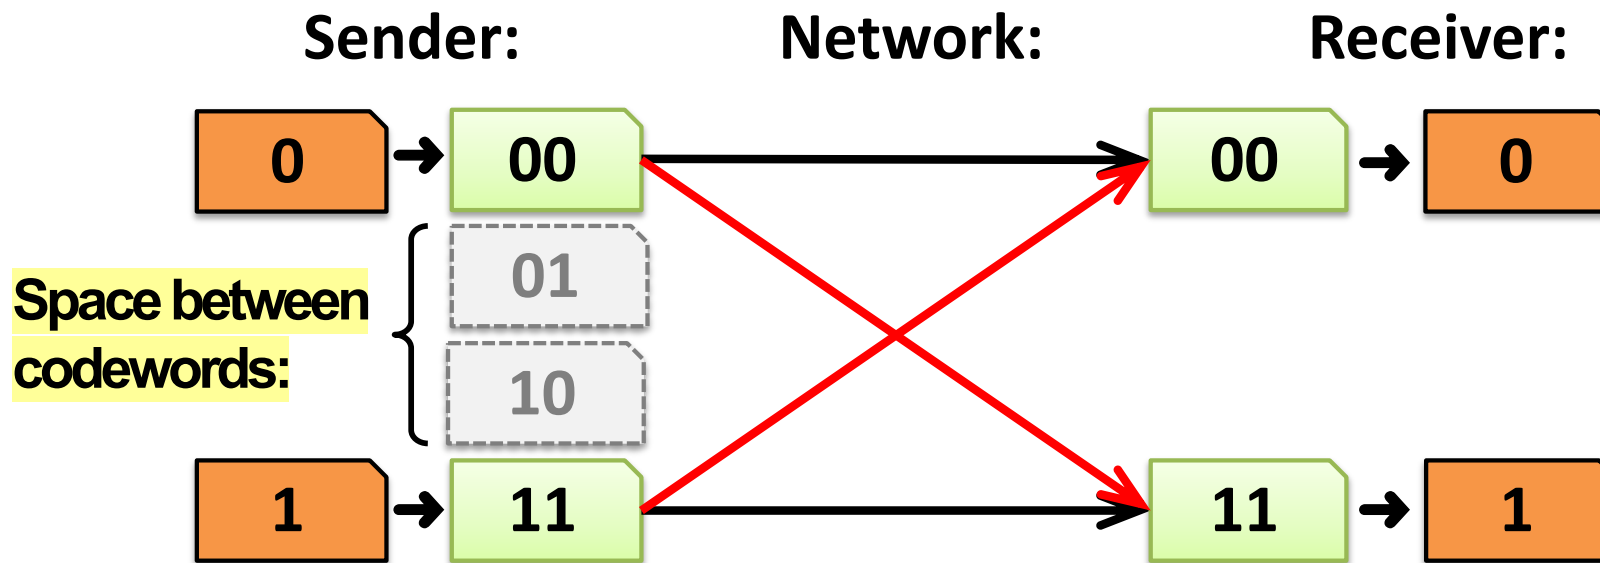 Sender: Network: Receiver:
0 00 00 0
01
Space between
codewords:
10
1 11 11 1